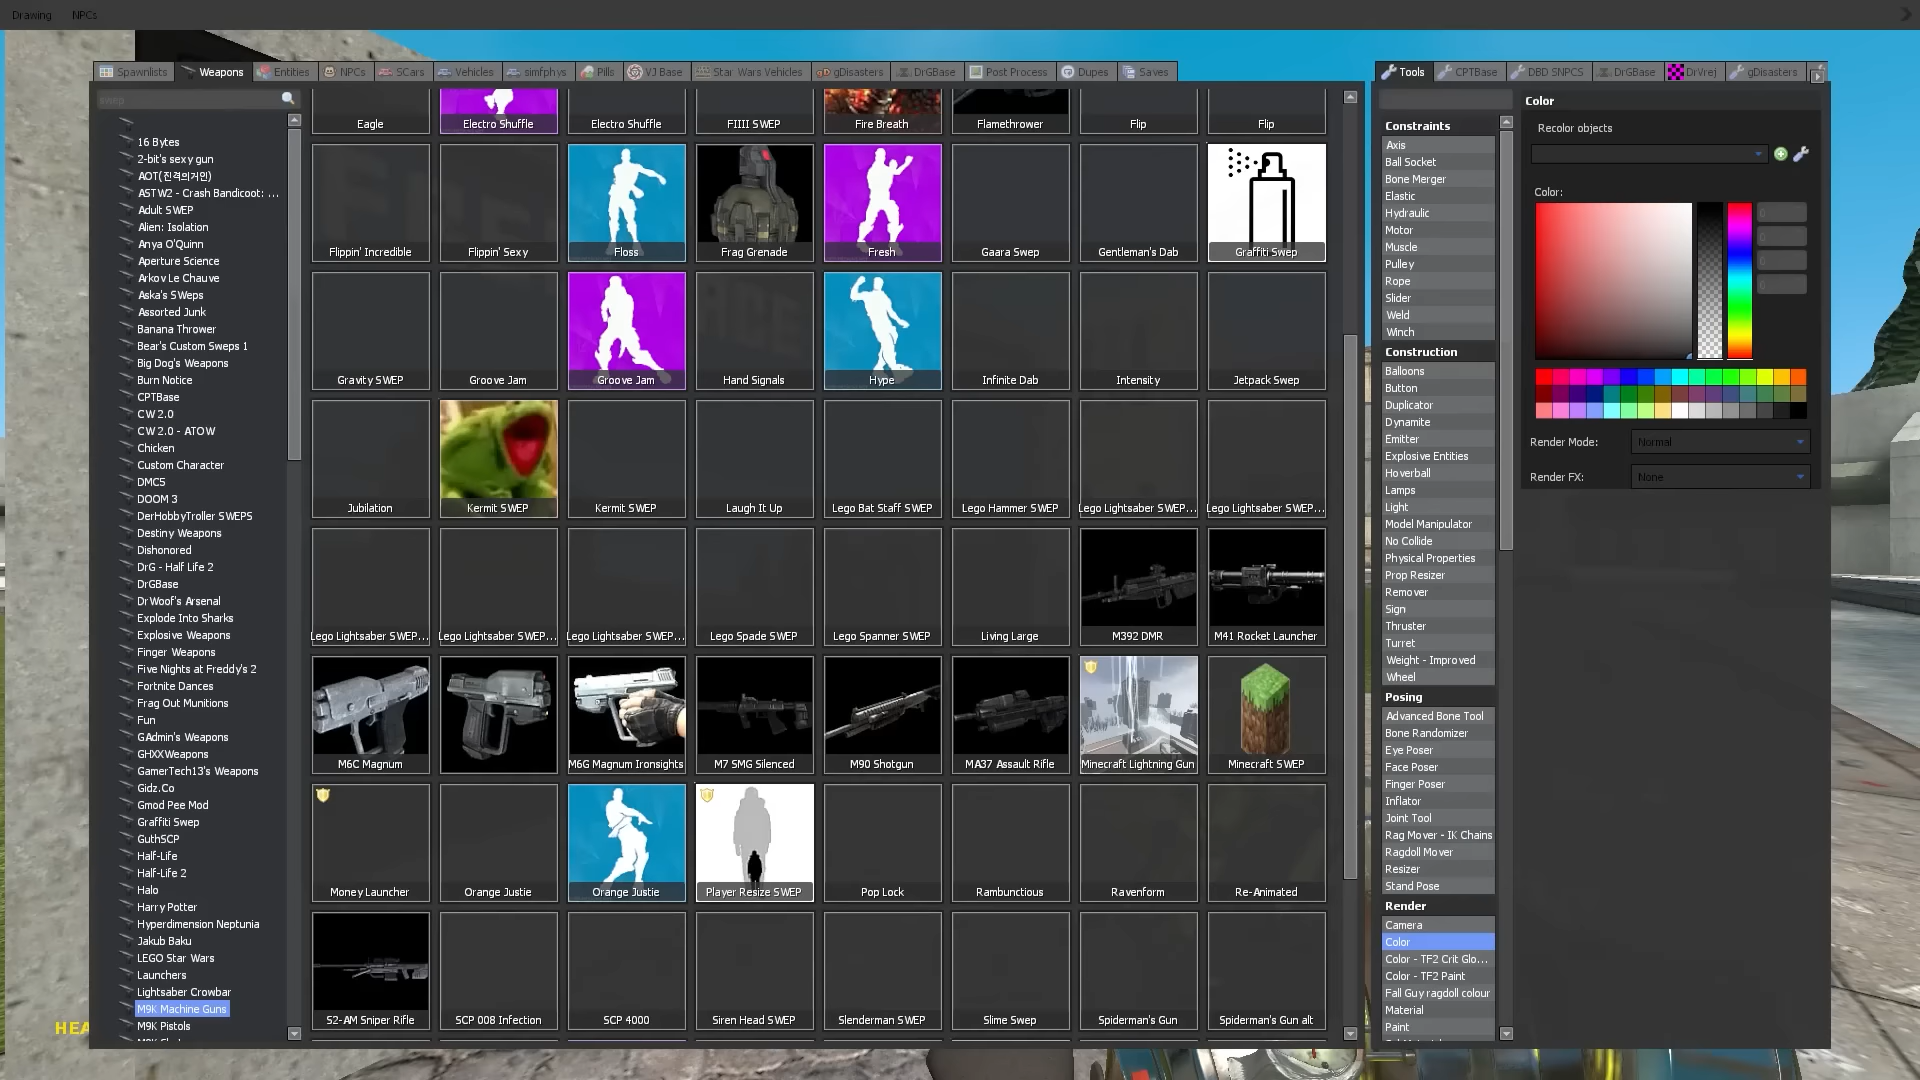 Drawing NPCs
Spawnlists Weapons Entities NPCs SCars Vehicles simfphys Pills VJ Base Star Wars Vehicles gDisasters DrGBase Post Process Dupes Saves
swep
16 Bytes
2-bit's sexy gun
AOT(진격의거인)
ASTW2 - Crash Bandicoot: ...
Adult SWEP
Alien: Isolation
Anya O'Quinn
Aperture Science
Arkov Le Chauve
Aska's SWeps
Assorted Junk
Banana Thrower
Bear's Custom Sweps 1
Big Dog's Weapons
Burn Notice
CPTBase
CW 2.0
CW 2.0 - ATOW
Chicken
Custom Character
DMC5
DOOM 3
DerHobbyTroller SWEPS
Destiny Weapons
Dishonored
DrG - Half Life 2
DrGBase
DrWoof's Arsenal
Explode Into Sharks
Explosive Weapons
Finger Weapons
Five Nights at Freddy's 2
Fortnite Dances
Frag Out Munitions
Fun
GAdmin's Weapons
GHXXWeapons
GamerTech13's Weapons
Gidz.Co
Gmod Pee Mod
Graffiti Swep
GuthSCP
Half-Life
Half-Life 2
Halo
Harry Potter
Hyperdimension Neptunia
Jakub Baku
LEGO Star Wars
Launchers
Lightsaber Crowbar
M9K Machine Guns
M9K Pistols
HEA
Eagle Electro Shuffle Electro Shuffle FIIII SWEP Fire Breath Flamethrower Flip Flip
Flippin' Incredible Flippin' Sexy Floss Frag Grenade Fresh Gaara Swep Gentleman's Dab Graffiti Swep
Gravity SWEP Groove Jam Groove Jam Hand Signals Hype Infinite Dab Intensity Jetpack Swep
Jubilation Kermit SWEP Kermit SWEP Laugh It Up Lego Bat Staff SWEP Lego Hammer SWEP Lego Lightsaber SWEP... Lego Lightsaber SWEP...
Lego Lightsaber SWEP... Lego Lightsaber SWEP... Lego Lightsaber SWEP... Lego Spade SWEP Lego Spanner SWEP Living Large M392 DMR M41 Rocket Launcher
M6C Magnum M6G Magnum Ironsights M7 SMG Silenced M90 Shotgun MA37 Assault Rifle Minecraft Lightning Gun Minecraft SWEP
Money Launcher Orange Justie Orange Justie Player Resize SWEP Pop Lock Rambunctious Ravenform Re-Animated
S2-AM Sniper Rifle SCP 008 Infection SCP 4000 Siren Head SWEP Slenderman SWEP Slime Swep Spiderman's Gun Spiderman's Gun alt
Tools CPTBase DBD SNPCS DrGBase DrVrej gDisasters
Constraints
Axis
Ball Socket
Bone Merger
Elastic
Hydraulic
Motor
Muscle
Pulley
Rope
Slider
Weld
Winch
Construction
Balloons
Button
Duplicator
Dynamite
Emitter
Explosive Entities
Hoverball
Lamps
Light
Model Manipulator
No Collide
Physical Properties
Prop Resizer
Remover
Sign
Thruster
Turret
Weight - Improved
Wheel
Posing
Advanced Bone Tool
Bone Randomizer
Eye Poser
Face Poser
Finger Poser
Inflator
Joint Tool
Rag Mover - IK Chains
Ragdoll Mover
Resizer
Stand Pose
Render
Camera
Color
Color - TF2 Crit Glo...
Color - TF2 Paint
Fall Guy ragdoll colour
Material
Paint
Color
Recolor objects
Color:
0
0
0
0
Render Mode: Normal
Render FX: None